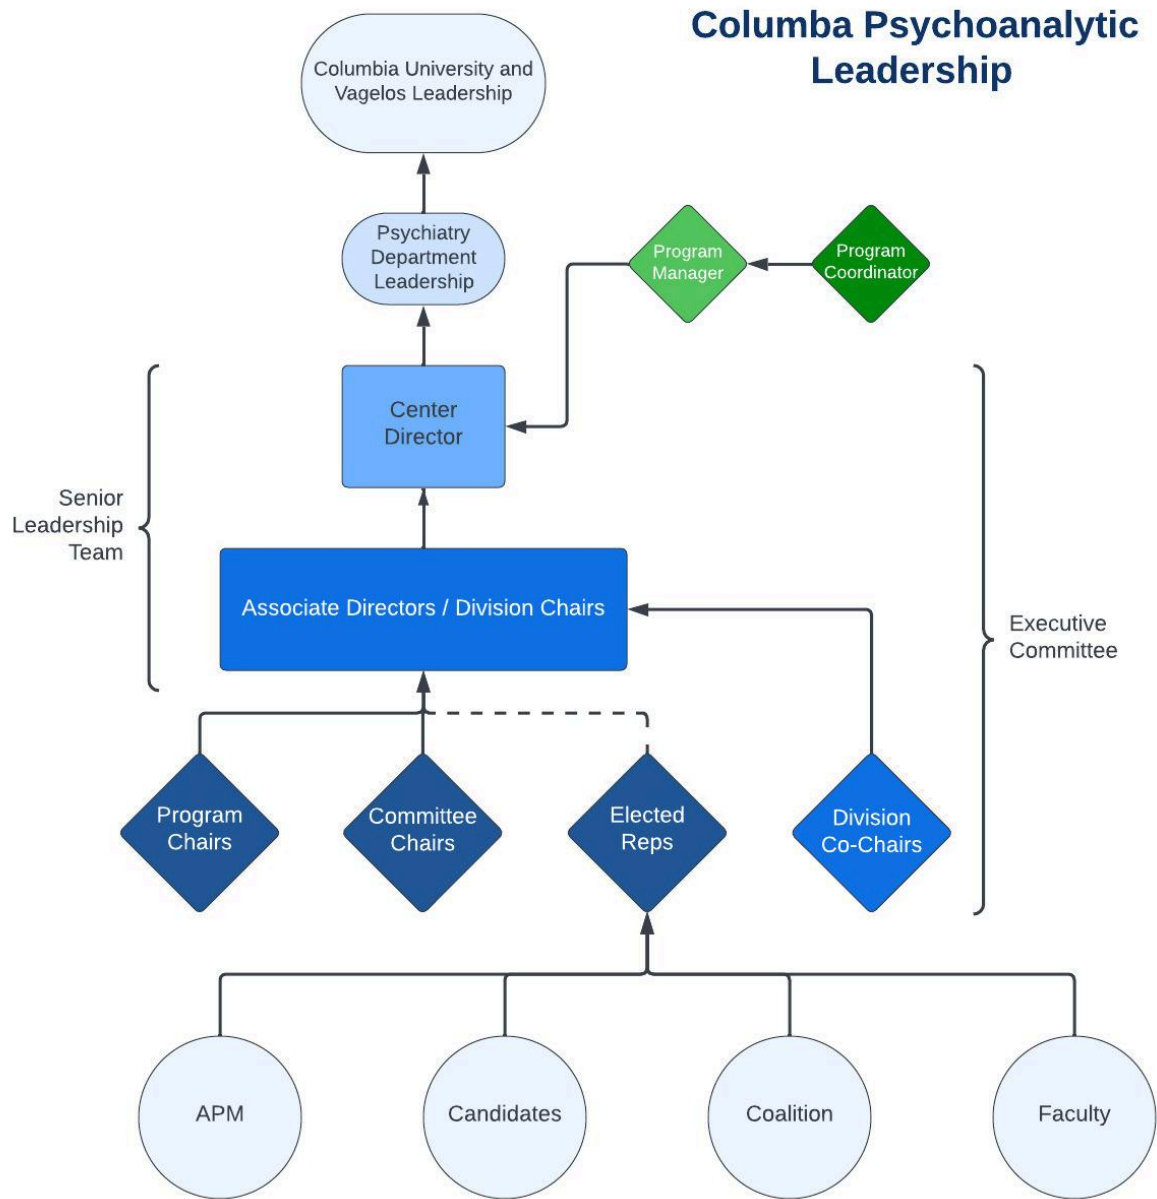 Columba Psychoanalytic
Leadership
Columbia University and
Vagelos Leadership
Psychiatry
Department
Leadership
Program
Manager
Program
Coordinator
Center
Director
Senior
Leadership
Team
Associate Directors / Division Chairs
Executive
Committee
Program
Chairs
Committee
Chairs
Elected
Reps
Division
Co-Chairs
APM
Candidates
Coalition
Faculty